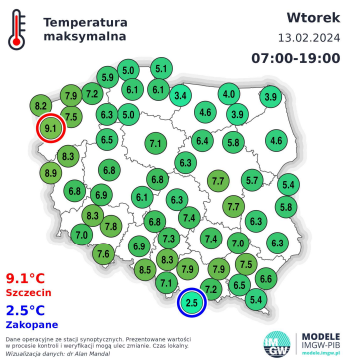 Temperatura
maksymalna
Wtorek
13.02.2024
07:00-19:00
5.9 5.0 5.1
7.9 7.2 6.1 6.1 3.4 4.0 3.9
8.2 7.5 6.3 5.0 4.6 3.9
9.1 6.5 7.1 6.4 5.8 4.6
8.3 6.3
8.9 6.8 6.8 7.7 5.7 5.4
6.8 6.9 6.1 6.3 7.7 5.8
8.3 7.8 6.8 7.4 6.3
7.0 6.9 7.3 7.4 7.0 6.3
7.6 8.5 8.3 7.9 7.9 7.5 6.6
7.1 7.2 6.5
2.5 5.4
9.1°C
Szczecin
2.5°C
Zakopane
Dane operacyjne ze stacji synoptycznych. Prezentowane wartości
w procesie kontroli i weryfikacji mogą ulec zmianie. Czas lokalny.
Wizualizacja danych: dr Alan Mandal
IM
GW
MODELE
IMGW-PIB
modele.imgw.pl